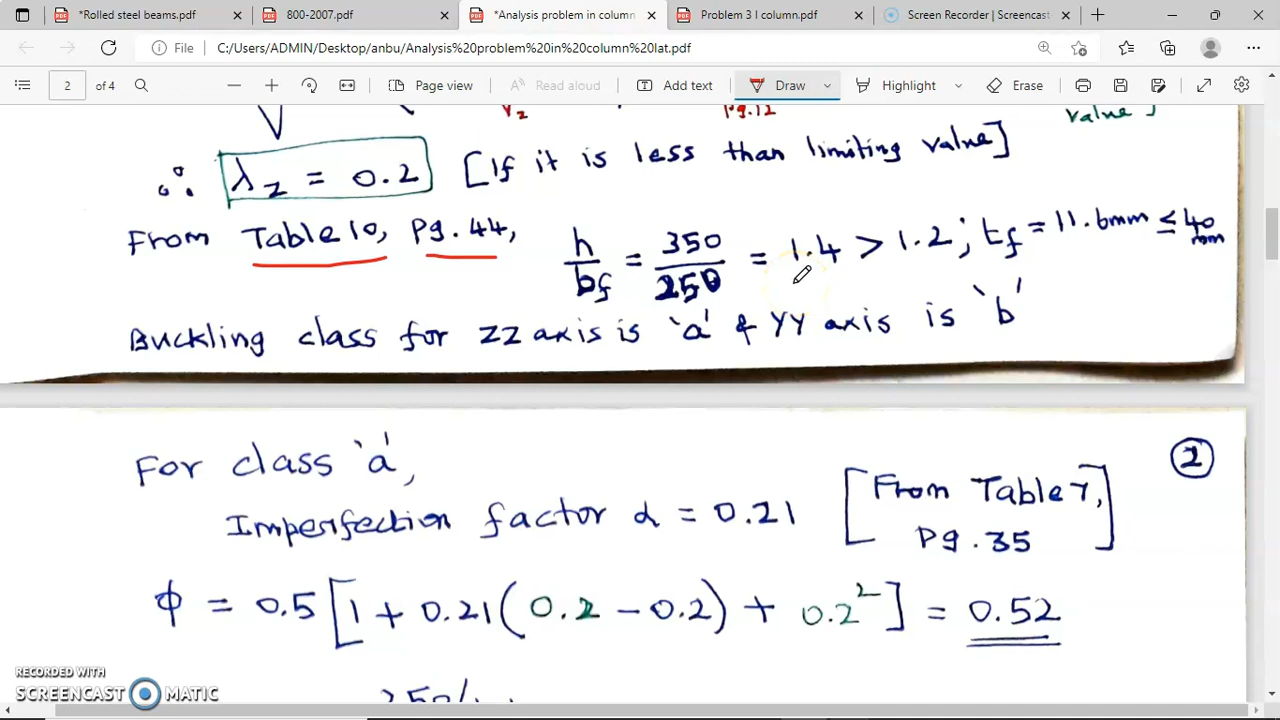 *Rolled steel beams.pdf
800-2007.pdf
*Analysis problem in column
Problem 3 I column.pdf
Screen Recorder | Screencast
File
C:/Users/ADMIN/Desktop/anbu/Analysis%20problem%20in%20column%20lat.pdf
2 of 4
Page view
Read aloud
Add text
Draw
Highlight
Erase
V
V z
Pg.12
value]
∴ λz = 0.2 [If it is less than limiting value]
From Table 10, Pg. 44,
h/bf = 350/250 = 1.4 > 1.2; tf = 11.6mm ≤ 40 mm
Buckling class for ZZ axis is 'a' & YY axis is 'b'
2
For class 'a',
Imperfection factor α = 0.21 [From Table 7, Pg. 35]
ϕ = 0.5 [1 + 0.21 (0.2 - 0.2) + 0.2²] = 0.52
RECORDED WITH
SCREENCAST MATIC